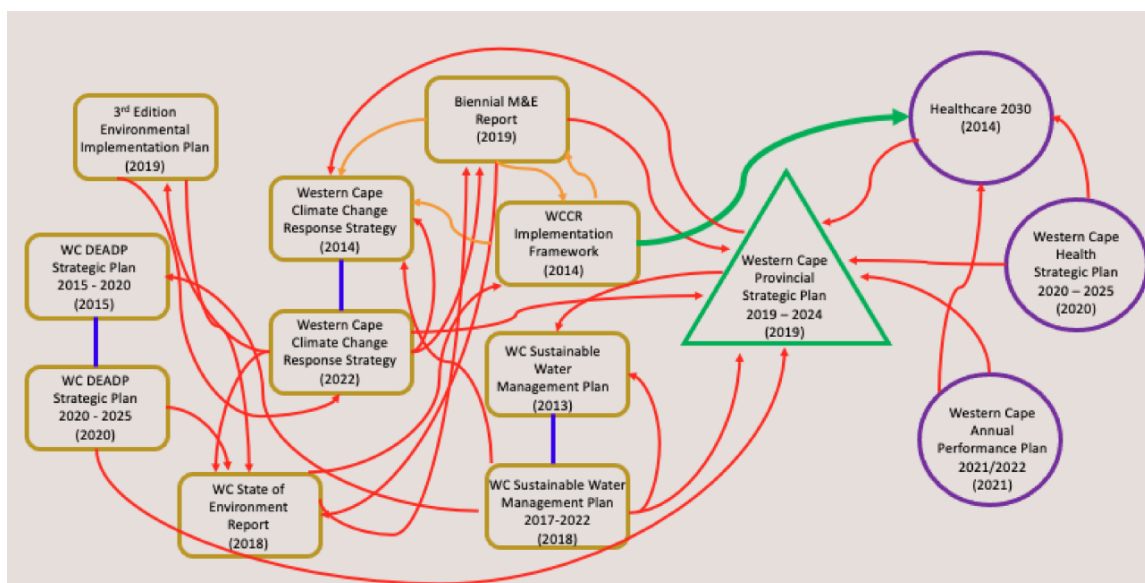 3rd Edition
Environmental
Implementation Plan
(2019)
Biennial M&E
Report
(2019)
Healthcare 2030
(2014)
Western Cape
Climate Change
Response Strategy
(2014)
WCCR
Implementation
Framework
(2014)
WC DEADP
Strategic Plan
2015 - 2020
(2015)
Western Cape
Provincial
Strategic Plan
2019 – 2024
(2019)
Western Cape
Health
Strategic Plan
2020 – 2025
(2020)
Western Cape
Climate Change
Response Strategy
(2022)
WC Sustainable
Water
Management Plan
(2013)
WC DEADP
Strategic Plan
2020 - 2025
(2020)
Western Cape
Annual
Performance Plan
2021/2022
(2021)
WC State of
Environment
Report
(2018)
WC Sustainable Water
Management Plan
2017-2022
(2018)